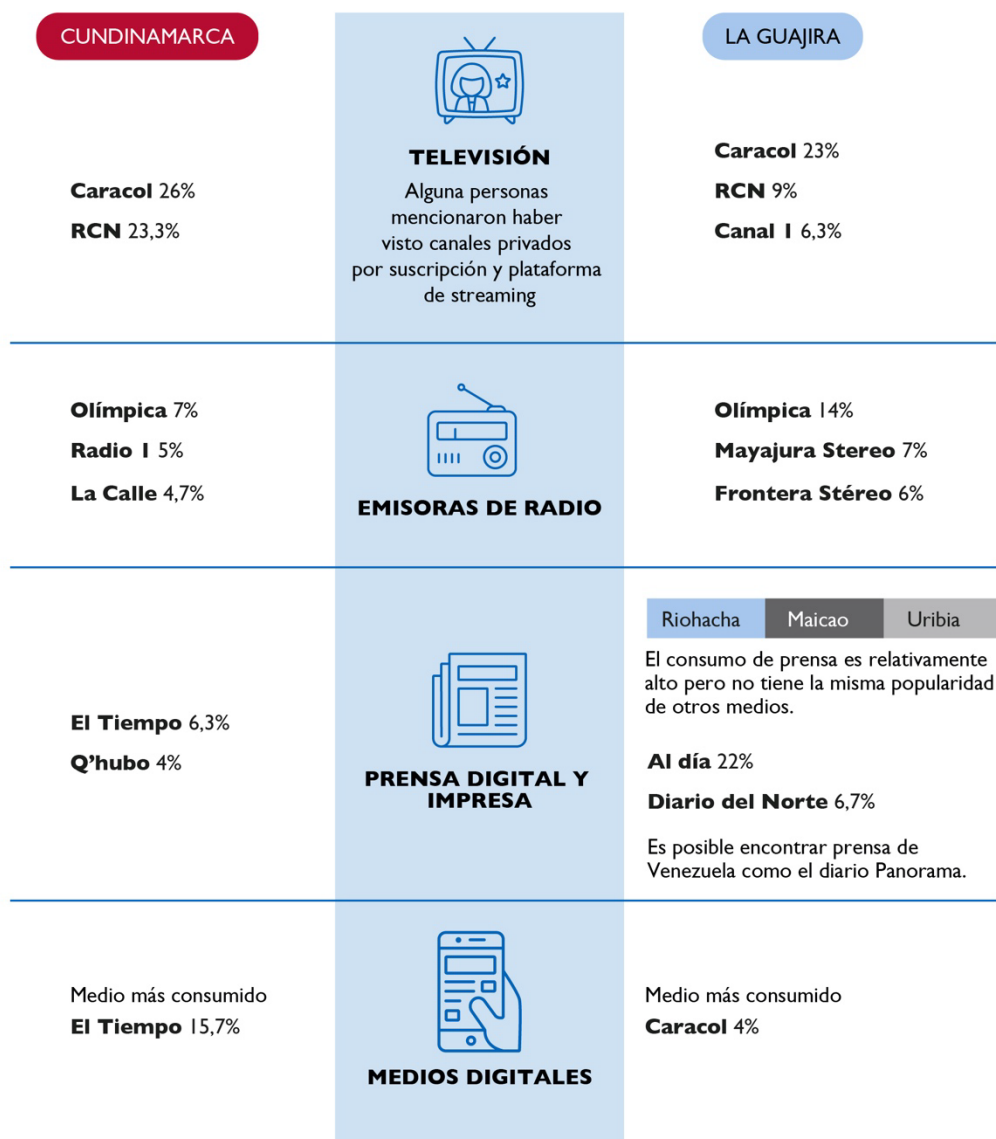 CUNDINAMARCA
LA GUAJIRA
TELEVISIÓN
Alguna personas
mencionaron haber
visto canales privados
por suscripción y plataforma
de streaming
Caracol 26%
RCN 23,3%
Caracol 23%
RCN 9%
Canal 1 6,3%
EMISORAS DE RADIO
Olímpica 7%
Radio 1 5%
La Calle 4,7%
Olímpica 14%
Mayajura Stereo 7%
Frontera Stéreo 6%
PRENSA DIGITAL Y
IMPRESA
El Tiempo 6,3%
Q’hubo 4%
Riohacha
Maicao
Uribia
El consumo de prensa es relativamente
alto pero no tiene la misma popularidad
de otros medios.
Al día 22%
Diario del Norte 6,7%
Es posible encontrar prensa de
Venezuela como el diario Panorama.
MEDIOS DIGITALES
Medio más consumido
El Tiempo 15,7%
Medio más consumido
Caracol 4%